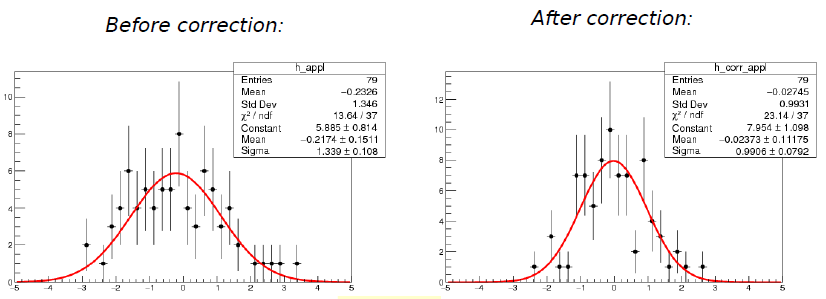 Before correction:
After correction:
h_appl
Entries 79
Mean −0.2326
Std Dev 1.346
χ² / ndf 13.64 / 37
Constant 5.885 ± 0.814
Mean −0.2174 ± 0.1511
Sigma 1.339 ± 0.108
10
8
6
4
2
0
−5 −4 −3 −2 −1 0 1 2 3 4 5
h_corr_appl
Entries 79
Mean −0.02745
Std Dev 0.9931
χ² / ndf 23.14 / 37
Constant 7.954 ± 1.098
Mean −0.02373 ± 0.11175
Sigma 0.9906 ± 0.0792
12
10
8
6
4
2
0
−5 −4 −3 −2 −1 0 1 2 3 4 5